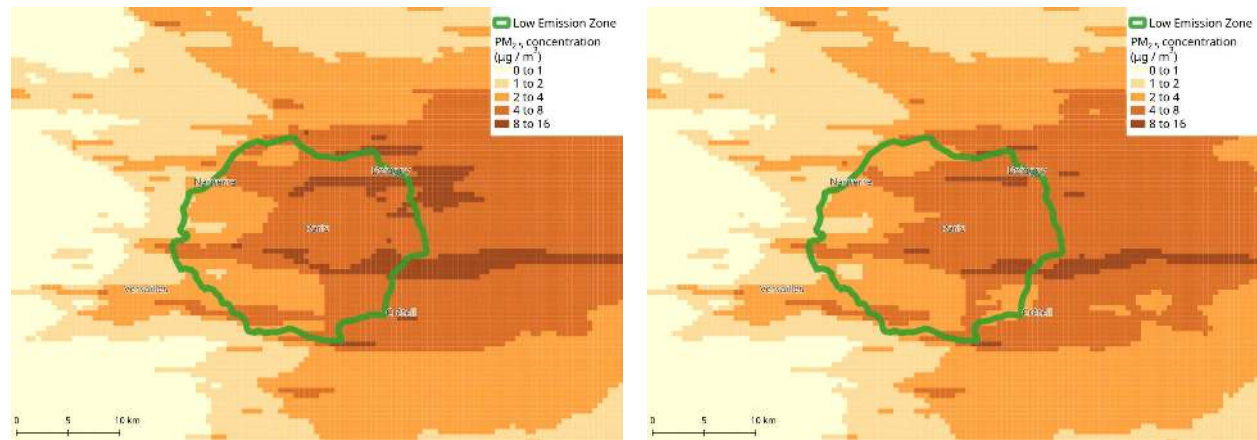 Low Emission Zone
PM2.5 concentration
(μg / m3)
0 to 1
1 to 2
2 to 4
4 to 8
8 to 16
Nanterre
Bobigny
Paris
Versailles
Créteil
0 5 10 km
Low Emission Zone
PM2.5 concentration
(μg / m3)
0 to 1
1 to 2
2 to 4
4 to 8
8 to 16
Nanterre
Bobigny
Paris
Versailles
Créteil
0 5 10 km